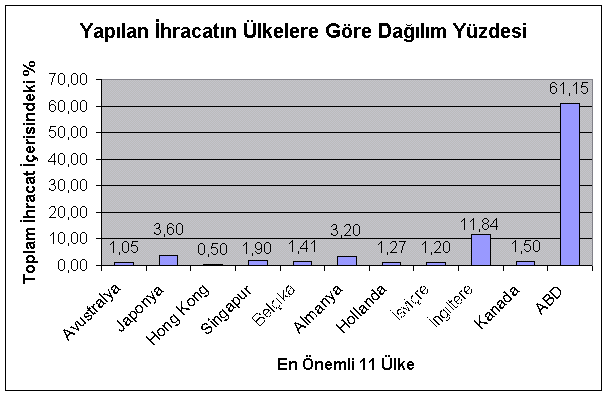 Yapılan İhracatın Ülkelere Göre Dağılım Yüzdesi
Toplam İhracat İçerisindeki %
70,00
60,00
50,00
40,00
30,00
20,00
10,00
0,00
1,05
3,60
0,50
1,90
1,41
3,20
1,27
1,20
11,84
1,50
61,15
Avustralya
Japonya
Hong Kong
Singapur
Belçika
Almanya
Hollanda
İsviçre
İngiltere
Kanada
ABD
En Önemli 11 Ülke